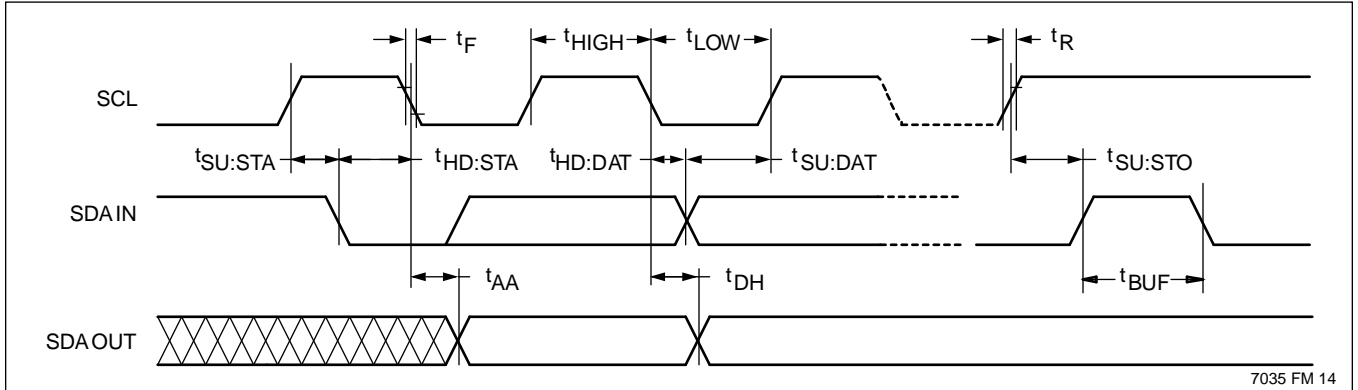 tF
tHIGH
tLOW
tR
SCL
tSU:STA
tHD:STA
tHD:DAT
tSU:DAT
tSU:STO
SDA IN
tAA
tDH
tBUF
SDA OUT
7035 FM 14